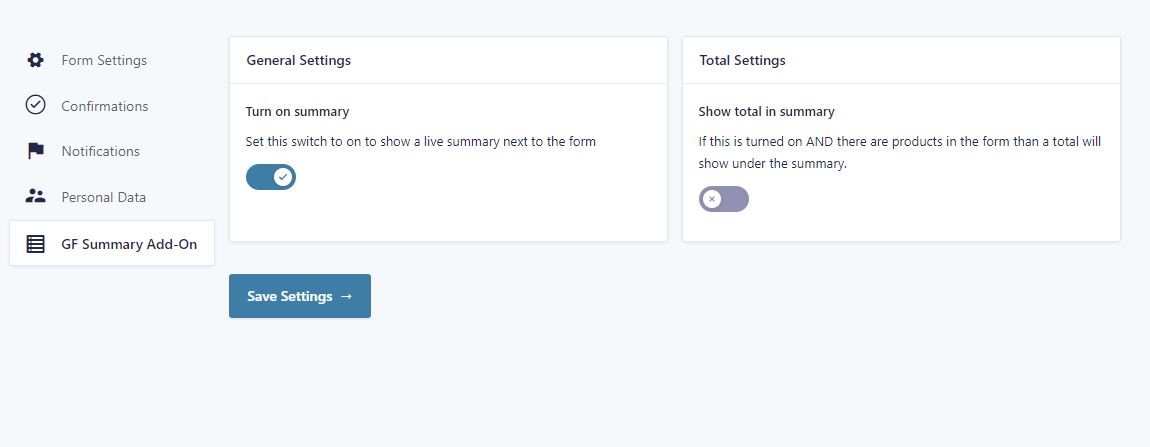 Form Settings
Confirmations
Notifications
Personal Data
GF Summary Add-On
General Settings
Turn on summary
Set this switch to on to show a live summary next to the form
Total Settings
Show total in summary
If this is turned on AND there are products in the form than a total will
show under the summary.
Save Settings →